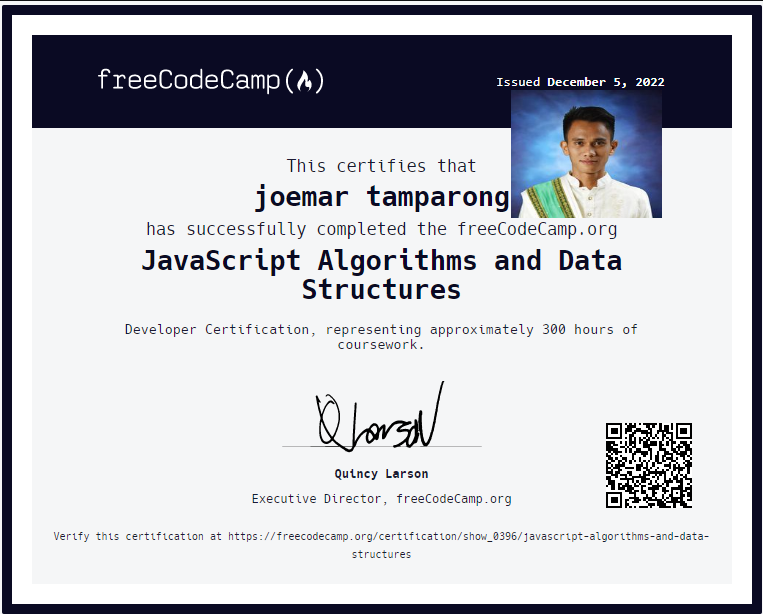 freeCodeCamp(🔥)
Issued December 5, 2022
This certifies that
joemar tamparong
has successfully completed the freeCodeCamp.org
JavaScript Algorithms and Data
Structures
Developer Certification, representing approximately 300 hours of
coursework.
QLarson
Quincy Larson
Executive Director, freeCodeCamp.org
Verify this certification at https://freecodecamp.org/certification/show_0396/javascript-algorithms-and-data-
structures